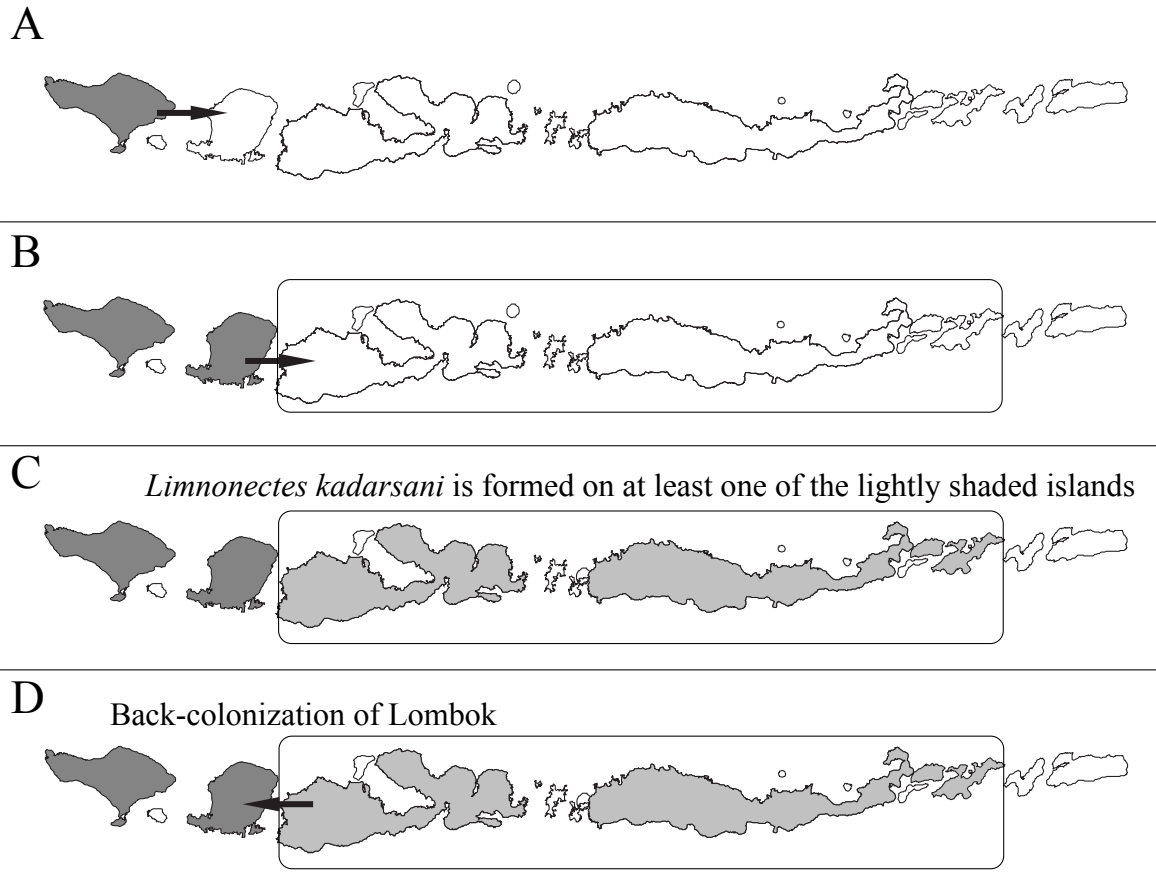 A
B
C
Limnonectes kadarsani is formed on at least one of the lightly shaded islands
D
Back-colonization of Lombok